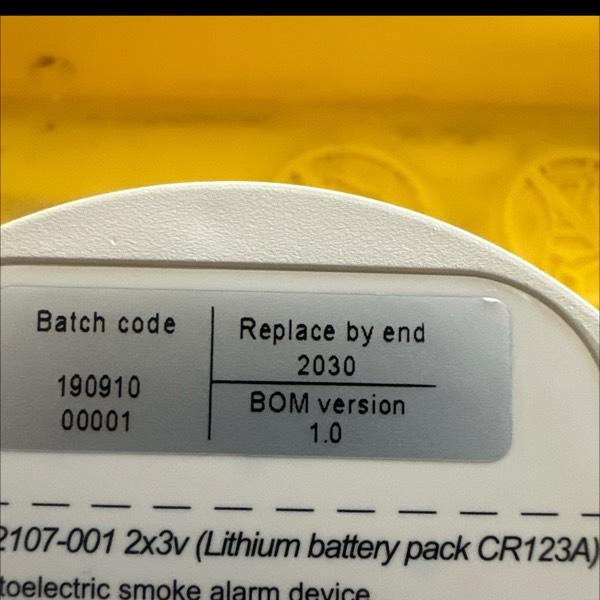 Batch code
190910
00001
Replace by end
2030
BOM version
1.0
2107-001 2x3v (Lithium battery pack CR123A)
toelectric smoke alarm device